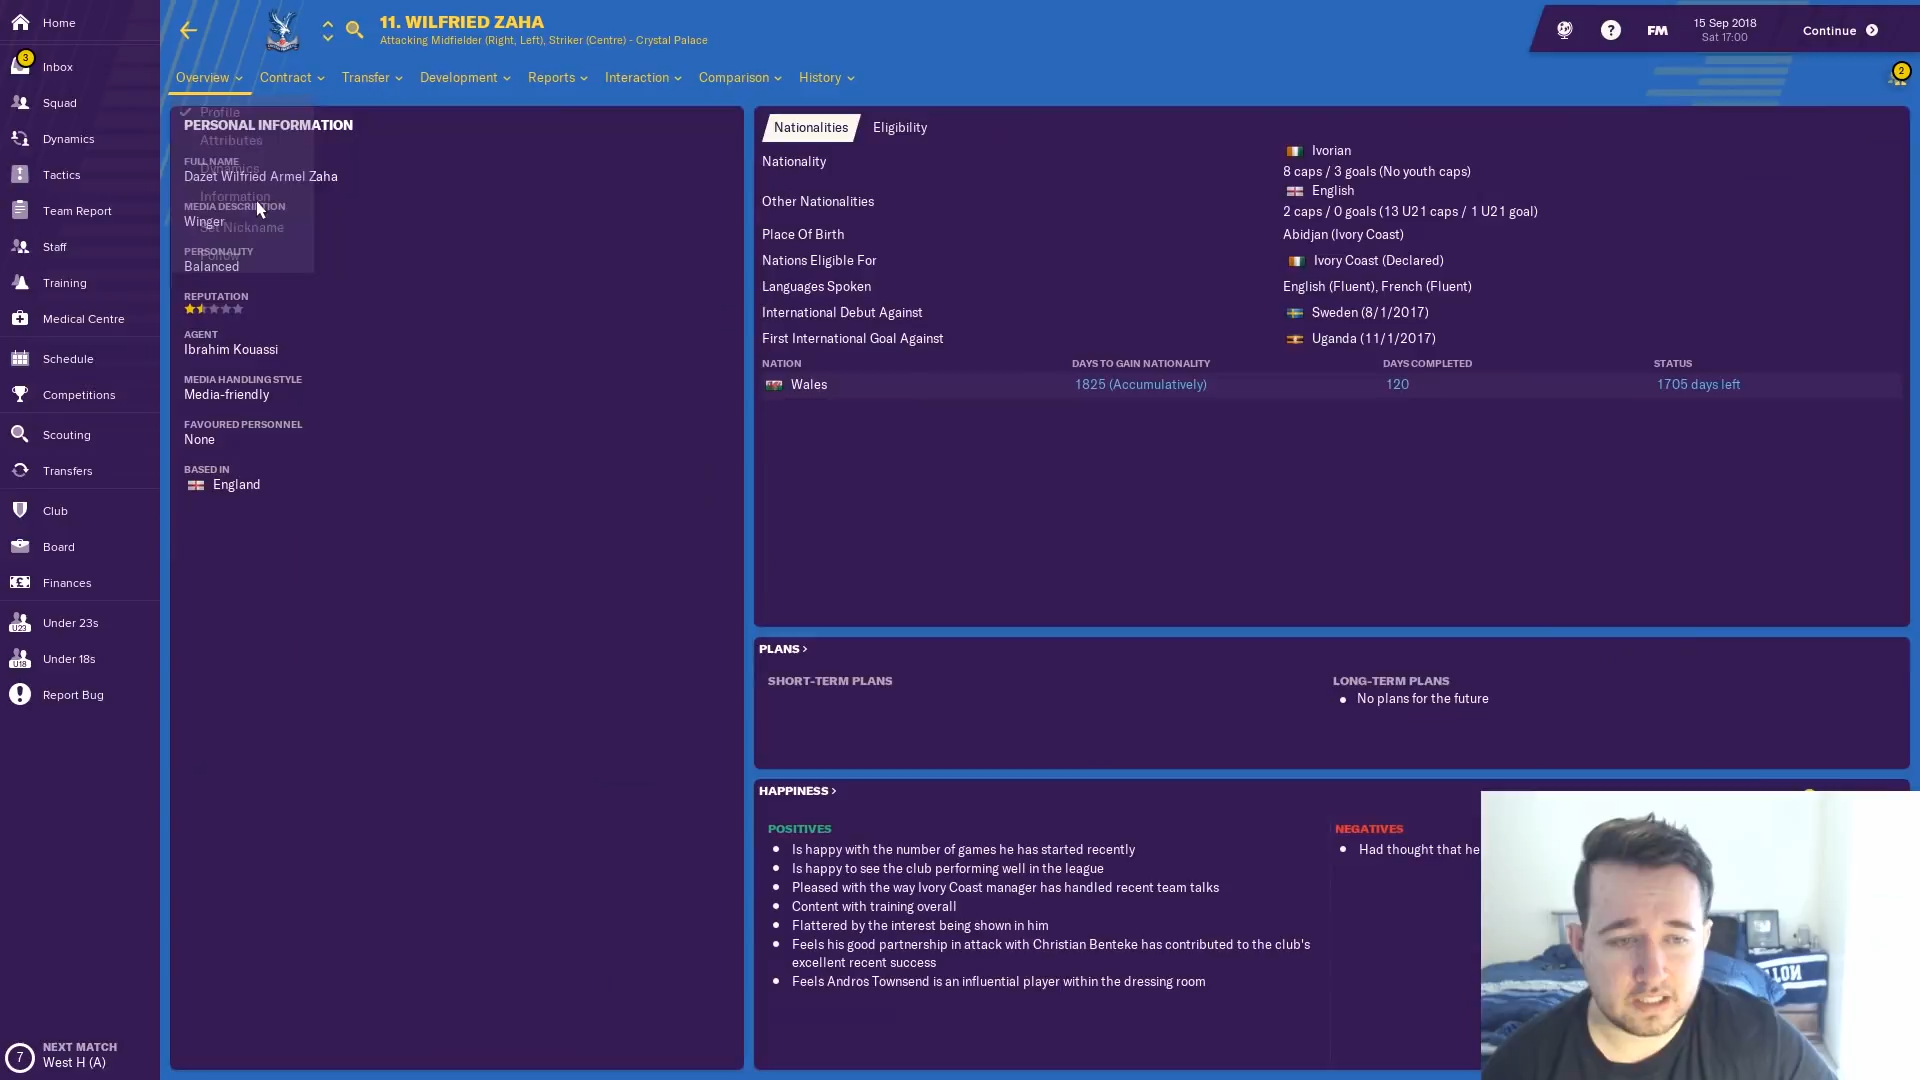 Home
3
Inbox
Squad
Dynamics
Tactics
Team Report
Staff
Training
Medical Centre
Schedule
Competitions
Scouting
Transfers
Club
Board
Finances
U23
Under 23s
U18
Under 18s
Report Bug
7
NEXT MATCH
West H (A)
11. WILFRIED ZAHA
Attacking Midfielder (Right, Left), Striker (Centre) - Crystal Palace
?
FM
15 Sep 2018
Sat 17:00
Continue
2
Overview
Contract
Transfer
Development
Reports
Interaction
Comparison
History
Profile
Attributes
Dynamics
Information
Set Nickname
Follow
PERSONAL INFORMATION
FULL NAME
Dazet Wilfried Armel Zaha
MEDIA DESCRIPTION
Winger
PERSONALITY
Balanced
REPUTATION
AGENT
Ibrahim Kouassi
MEDIA HANDLING STYLE
Media-friendly
FAVOURED PERSONNEL
None
BASED IN
England
Nationalities Eligibility
Nationality
Ivorian
8 caps / 3 goals (No youth caps)
Other Nationalities
English
2 caps / 0 goals (13 U21 caps / 1 U21 goal)
Place Of Birth Abidjan (Ivory Coast)
Nations Eligible For Ivory Coast (Declared)
Languages Spoken English (Fluent), French (Fluent)
International Debut Against Sweden (8/1/2017)
First International Goal Against Uganda (11/1/2017)
NATION DAYS TO GAIN NATIONALITY DAYS COMPLETED STATUS
Wales 1825 (Accumulatively) 120 1705 days left
PLANS >
SHORT-TERM PLANS
LONG-TERM PLANS
No plans for the future
HAPPINESS >
POSITIVES
Is happy with the number of games he has started recently
Is happy to see the club performing well in the league
Pleased with the way Ivory Coast manager has handled recent team talks
Content with training overall
Flattered by the interest being shown in him
Feels his good partnership in attack with Christian Benteke has contributed to the club's
excellent recent success
Feels Andros Townsend is an influential player within the dressing room
NEGATIVES
Had thought that he